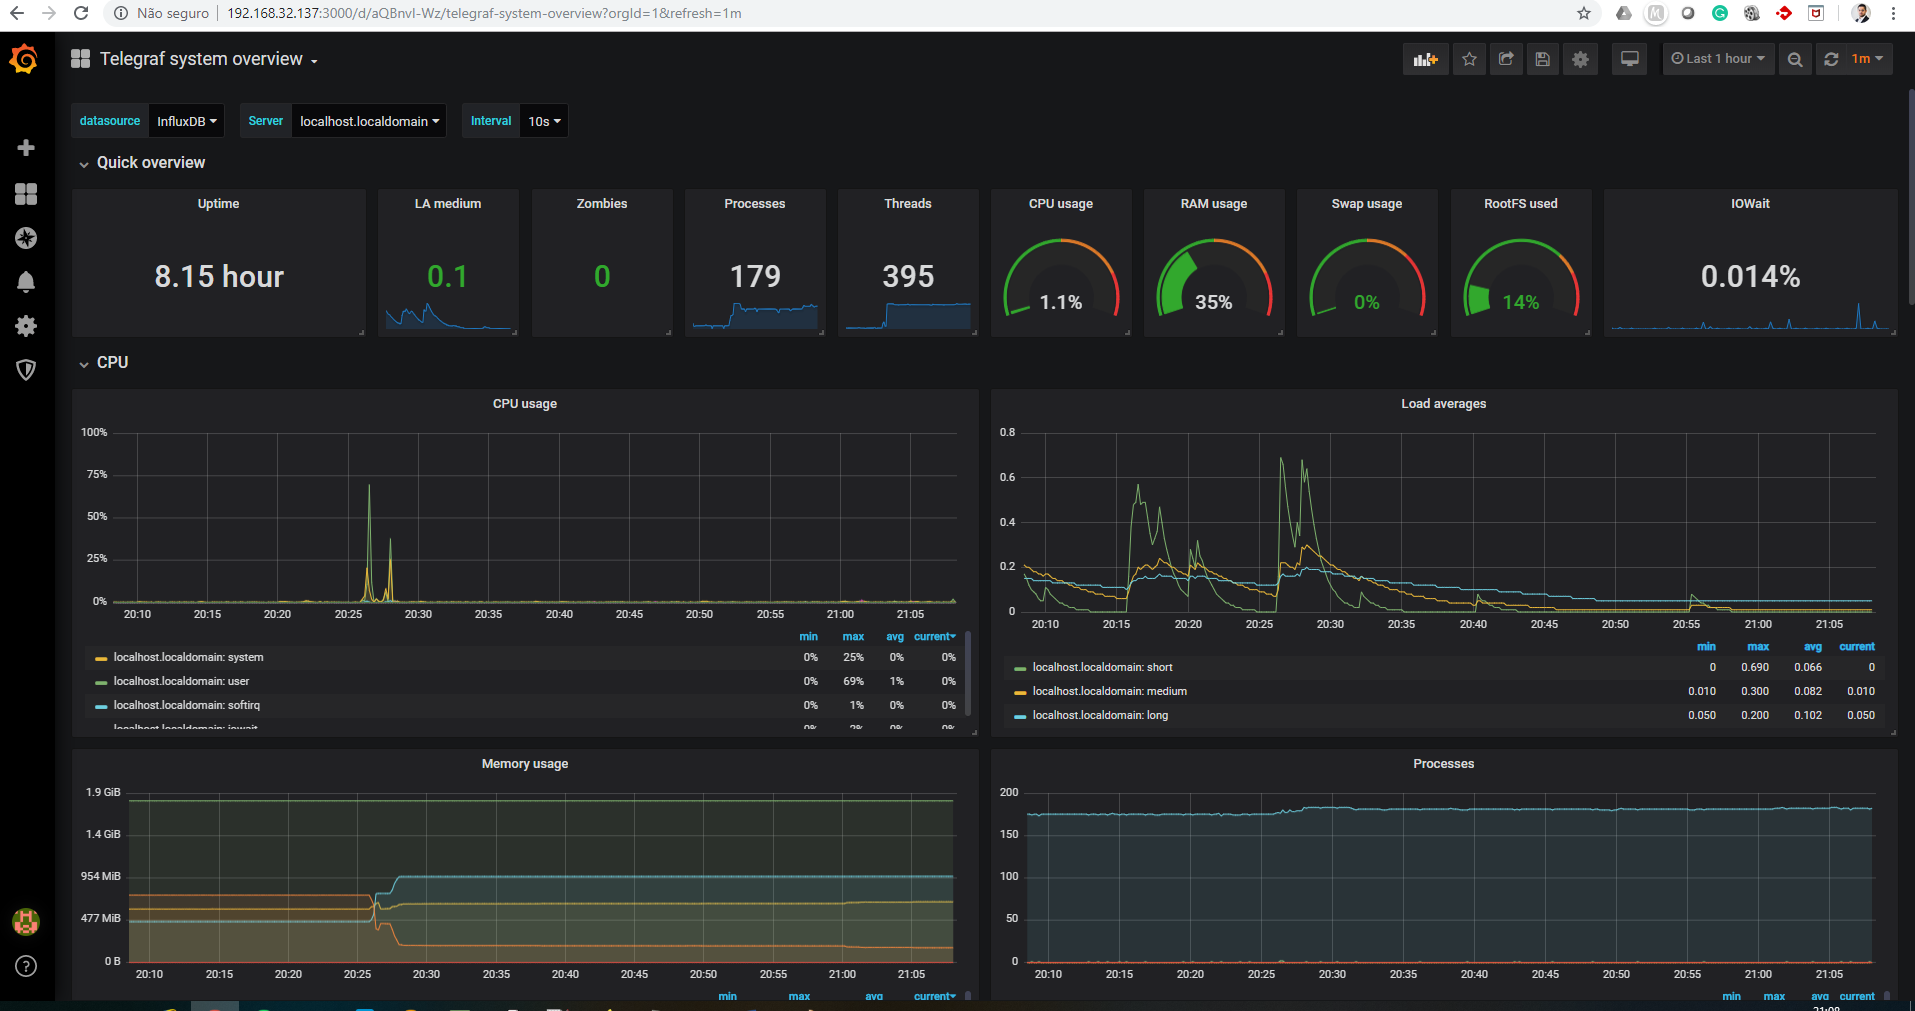 Não seguro 192.168.32.137:3000/d/aQBnvl-Wz/telegraf-system-overview?orgId=1&refresh=1m
Telegraf system overview
Last 1 hour 1m
datasource InfluxDB Server localhost.localdomain Interval 10s
Quick overview
Uptime LA medium Zombies Processes Threads CPU usage RAM usage Swap usage RootFS used IOWait
8.15 hour 0.1 0 179 395 1.1% 35% 0% 14% 0.014%
CPU
CPU usage
100%
75%
50%
25%
0%
20:10 20:15 20:20 20:25 20:30 20:35 20:40 20:45 20:50 20:55 21:00 21:05
min max avg current
localhost.localdomain: system 0% 25% 0% 0%
localhost.localdomain: user 0% 69% 1% 0%
localhost.localdomain: softirq 0% 1% 0% 0%
localhost.localdomain: iowait 0% 2% 0% 0%
Load averages
0.8
0.6
0.4
0.2
0
20:10 20:15 20:20 20:25 20:30 20:35 20:40 20:45 20:50 20:55 21:00 21:05
min max avg current
localhost.localdomain: short 0 0.690 0.066 0
localhost.localdomain: medium 0.010 0.300 0.082 0.010
localhost.localdomain: long 0.050 0.200 0.102 0.050
Memory usage
1.9 GiB
1.4 GiB
954 MiB
477 MiB
0 B
20:10 20:15 20:20 20:25 20:30 20:35 20:40 20:45 20:50 20:55 21:00 21:05
min max avg current
Processes
200
150
100
50
0
20:10 20:15 20:20 20:25 20:30 20:35 20:40 20:45 20:50 20:55 21:00 21:05
min max avg current
21:08